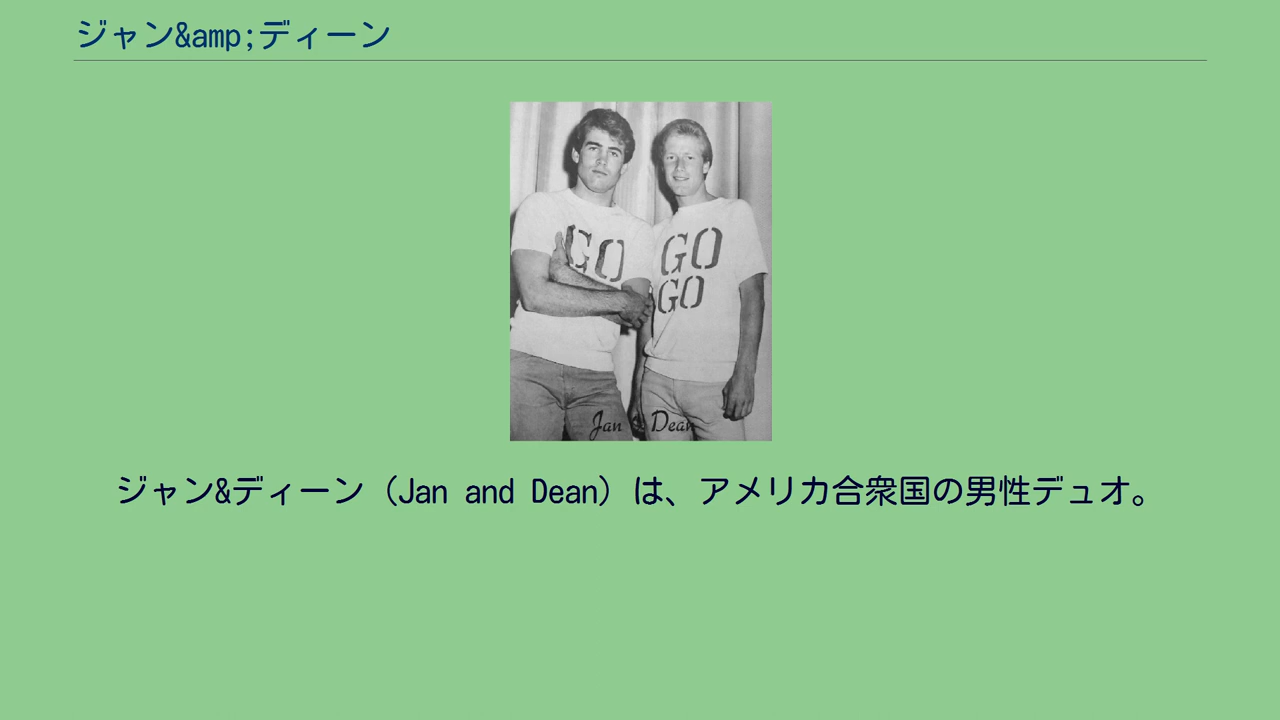 ジャン&amp;ディーン
GO
GO
GO
Jan & Dean
ジャン&ディーン（Jan and Dean）は、アメリカ合衆国の男性デュオ。